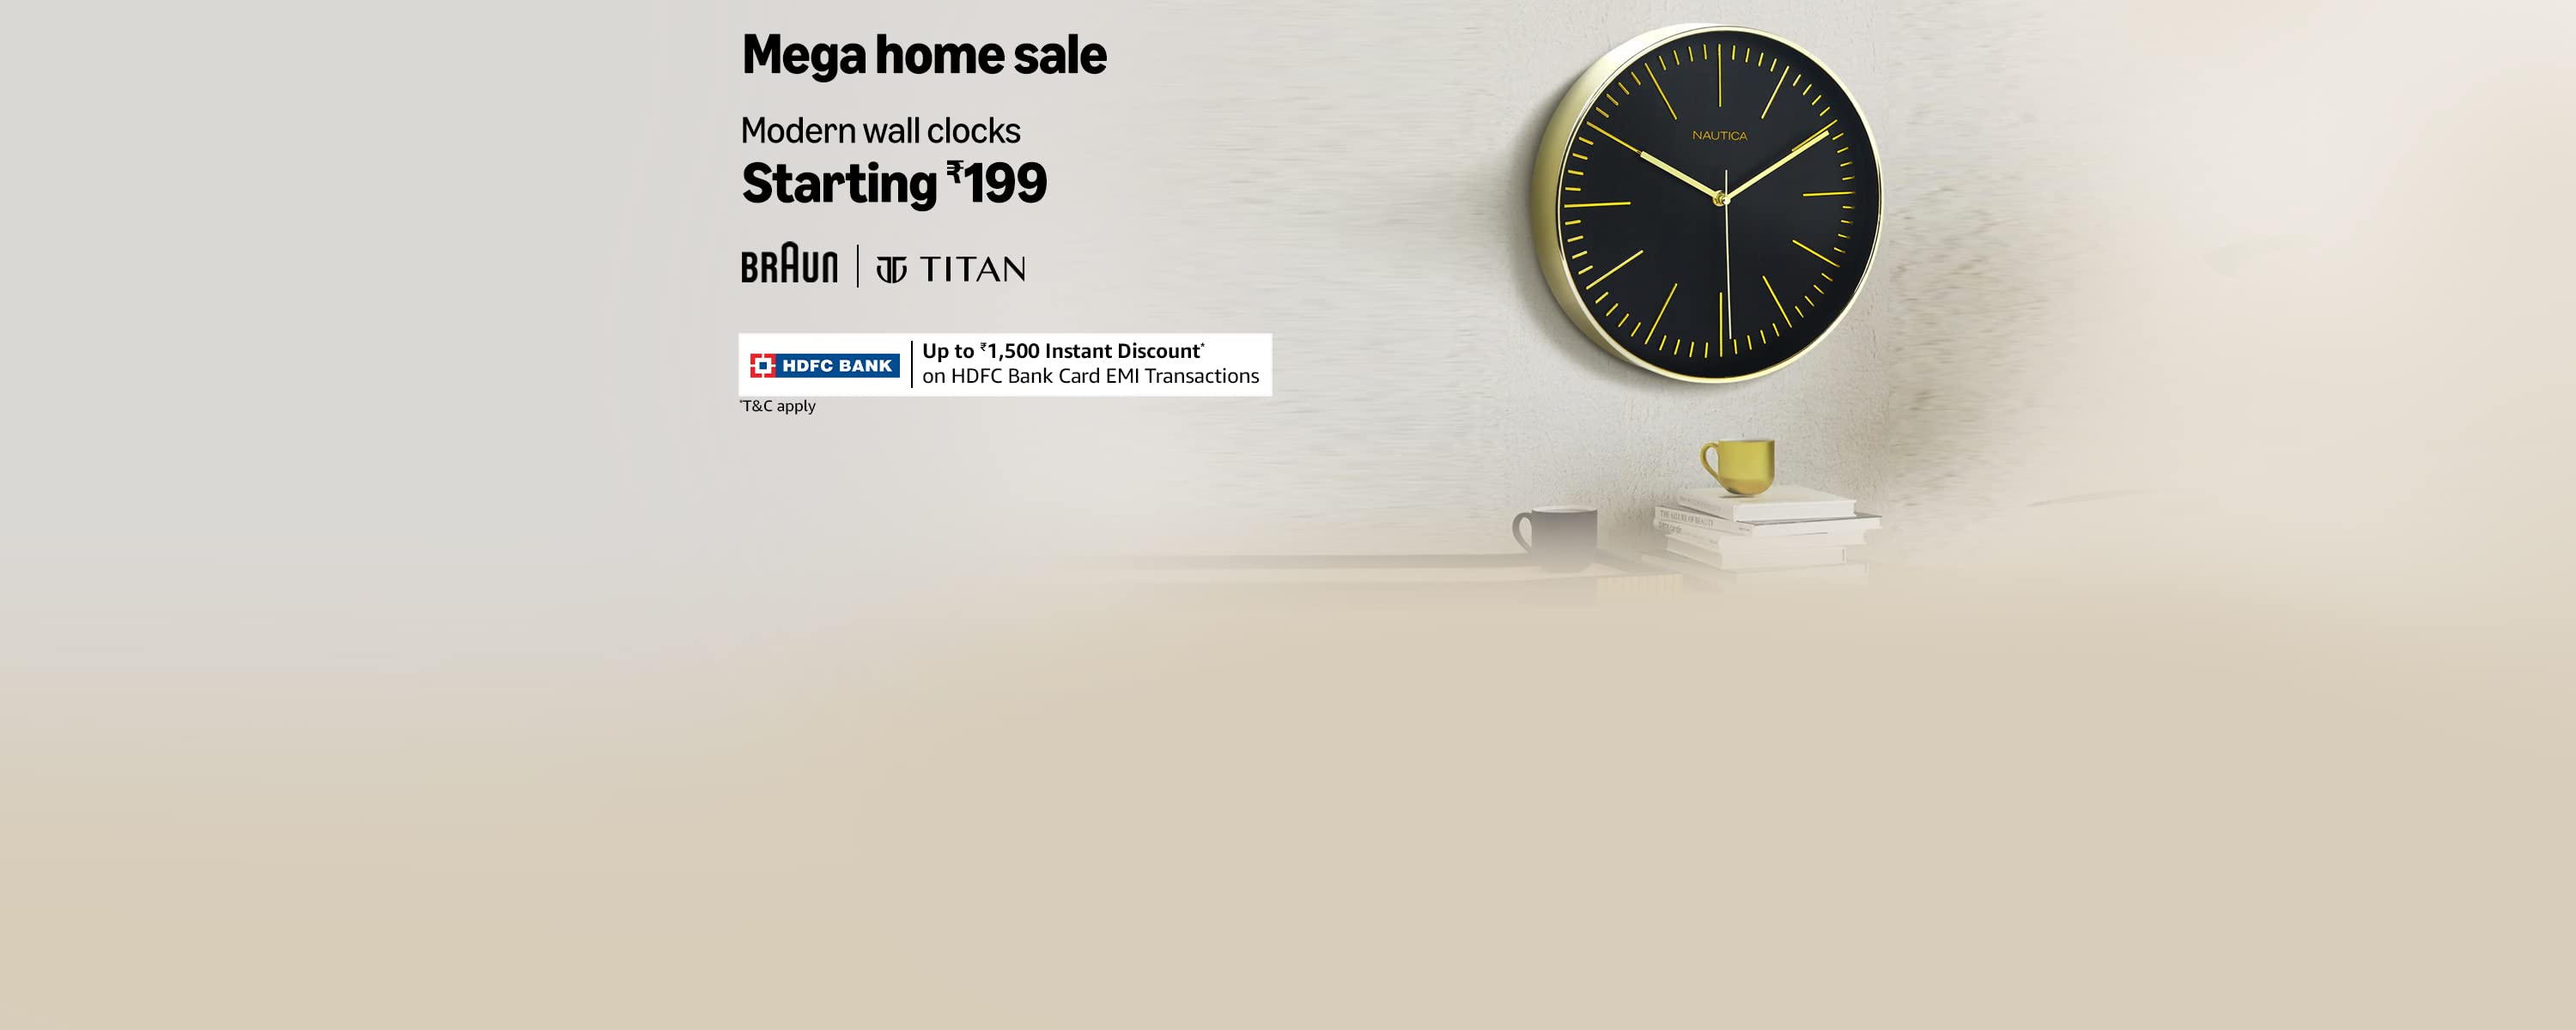 Mega home sale
Modern wall clocks
Starting ₹199
BRAUN | TITAN
HDFC BANK
Up to ₹1,500 Instant Discount*
on HDFC Bank Card EMI Transactions
*T&C apply
NAUTICA